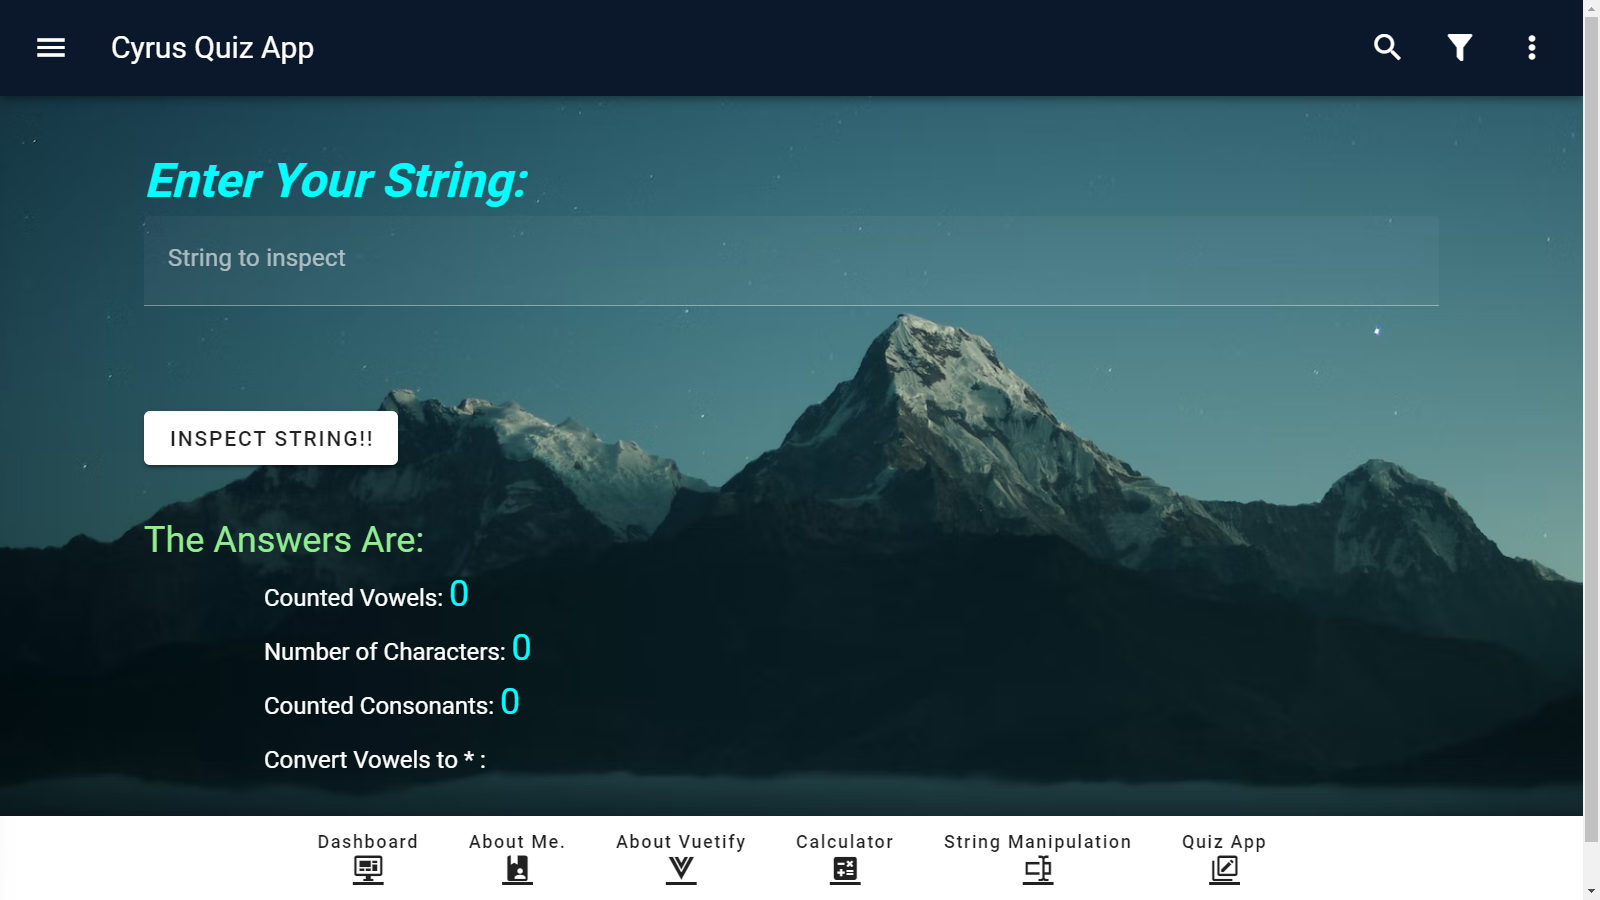 Cyrus Quiz App
Enter Your String:
String to inspect
INSPECT STRING!!
The Answers Are:
Counted Vowels: 0
Number of Characters: 0
Counted Consonants: 0
Convert Vowels to * :
Dashboard About Me. About Vuetify Calculator String Manipulation Quiz App